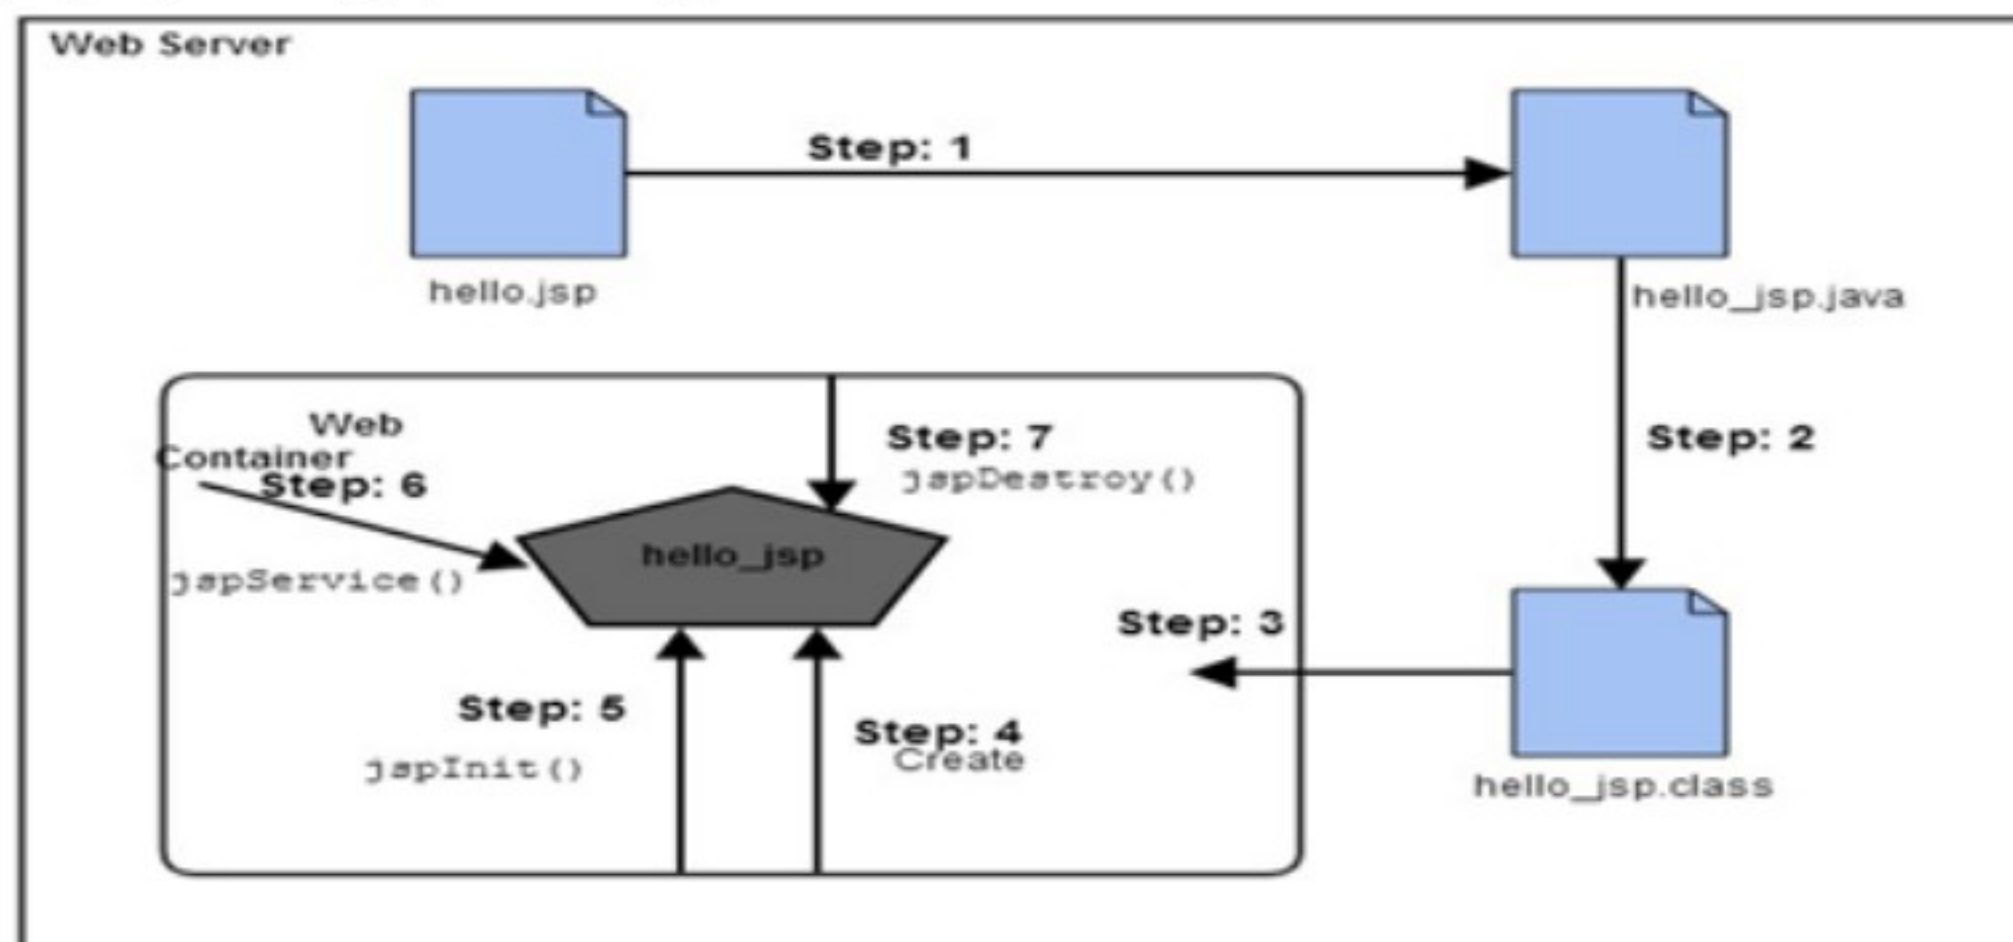 Web Server
Step: 1
hello.jsp
hello_jsp.java
Web
Container
Step: 6
jspService()
Step: 7
jspDestroy()
hello_jsp
Step: 2
Step: 3
Step: 5
jspInit()
Step: 4
Create
hello_jsp.class